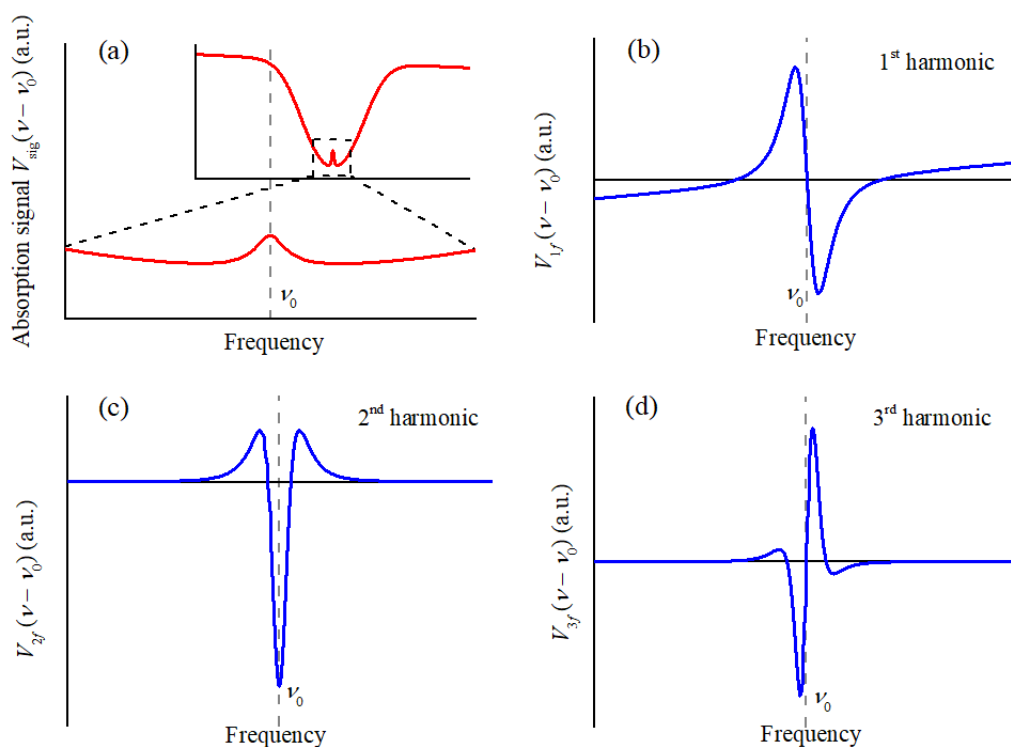 (a)
Absorption signal V_sig(ν − ν_0) (a.u.)
ν_0
Frequency
(b)
1st harmonic
V_1f (ν − ν_0) (a.u.)
ν_0
Frequency
(c)
2nd harmonic
V_2f (ν − ν_0) (a.u.)
ν_0
Frequency
(d)
3rd harmonic
V_3f (ν − ν_0) (a.u.)
ν_0
Frequency